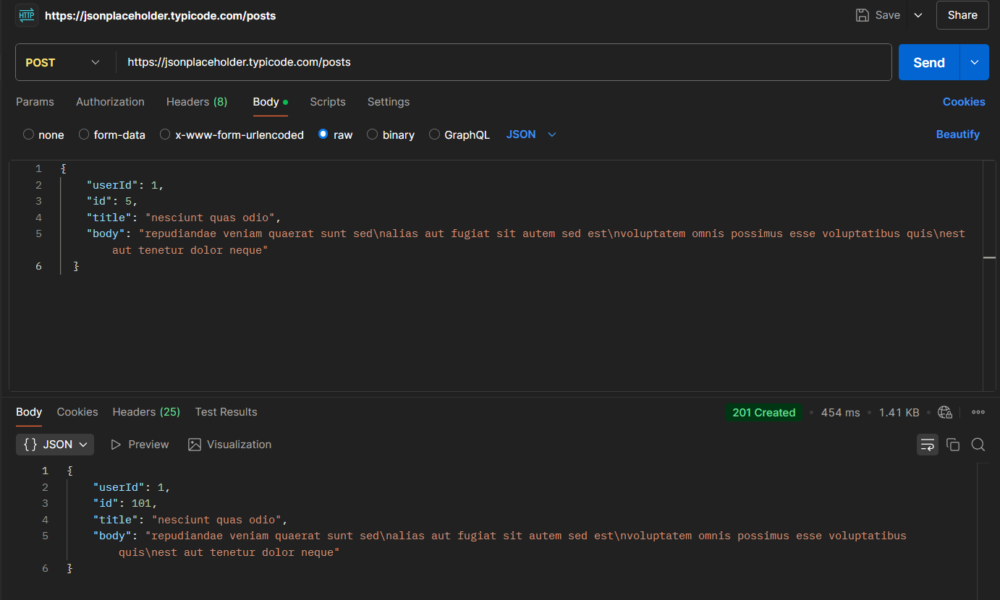 HTTP https://jsonplaceholder.typicode.com/posts Save Share
POST https://jsonplaceholder.typicode.com/posts Send
Params Authorization Headers (8) Body Scripts Settings Cookies
none form-data x-www-form-urlencoded raw binary GraphQL JSON Beautify
1 {
2 "userId": 1,
3 "id": 5,
4 "title": "nesciunt quas odio",
5 "body": "repudiandae veniam quaerat sunt sed\nalias aut fugiat sit autem sed est\nvoluptatem omnis possimus esse voluptatibus quis\nest
aut tenetur dolor neque"
6 }
Body Cookies Headers (25) Test Results 201 Created • 454 ms • 1.41 KB •
{} JSON Preview Visualization
1 {
2 "userId": 1,
3 "id": 101,
4 "title": "nesciunt quas odio",
5 "body": "repudiandae veniam quaerat sunt sed\nalias aut fugiat sit autem sed est\nvoluptatem omnis possimus esse voluptatibus
quis\nest aut tenetur dolor neque"
6 }